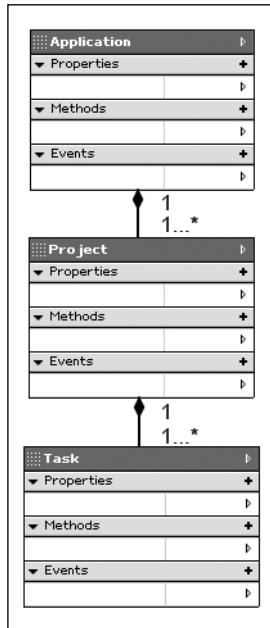 Application
Properties +
Methods +
Events +
1
1...*
Project
Properties +
Methods +
Events +
1
1...*
Task
Properties +
Methods +
Events +